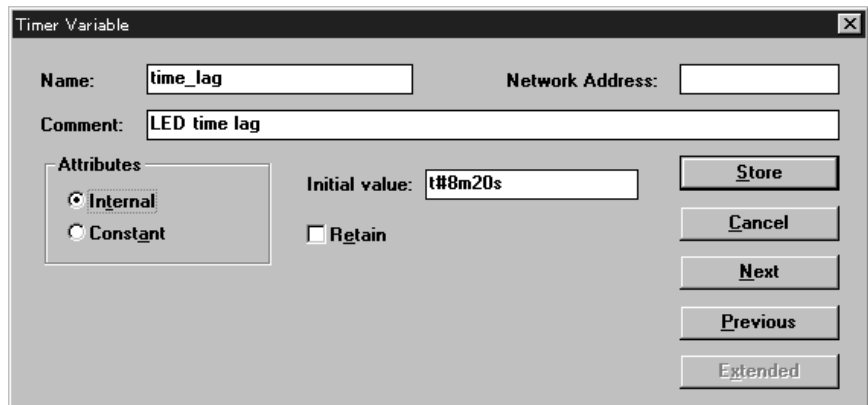 Timer Variable
Name: time_lag Network Address:
Comment: LED time lag
Attributes
Internal
Constant
Initial value: t#8m20s
Retain
Store
Cancel
Next
Previous
Extended